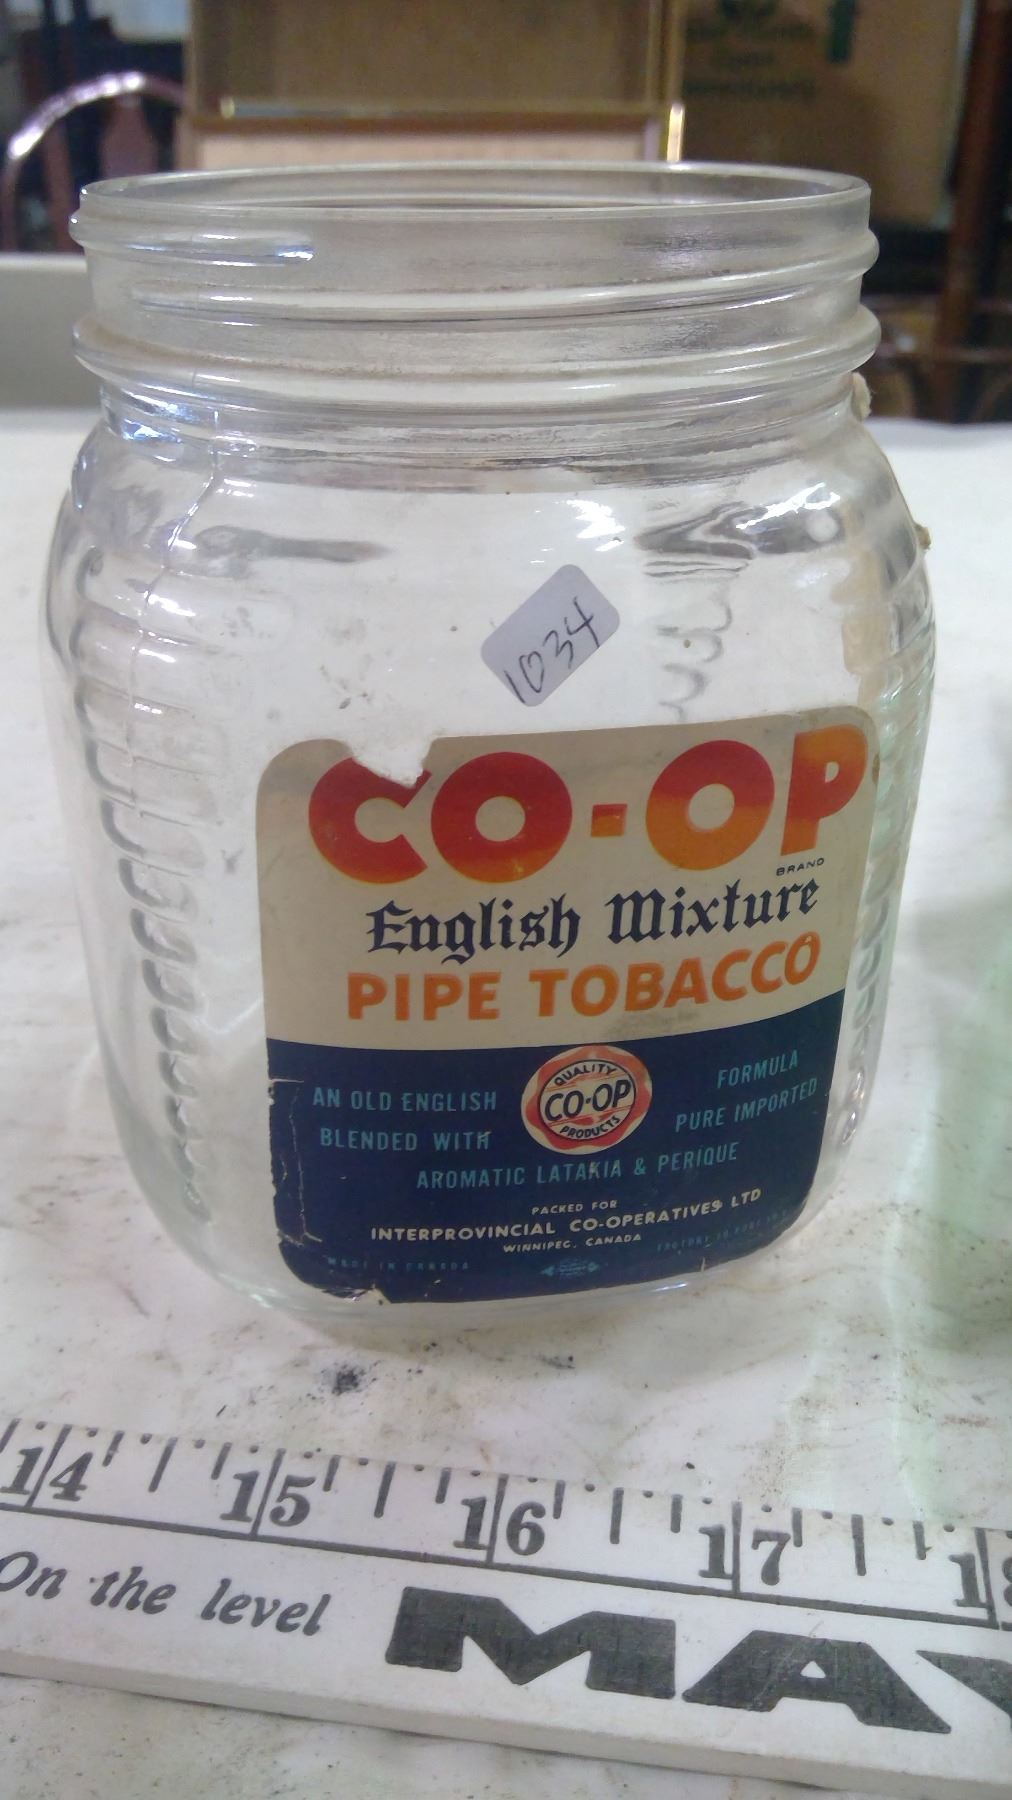 1034
CO-OP
BRAND
English Mixture
PIPE TOBACCO
AN OLD ENGLISH FORMULA
BLENDED WITH PURE IMPORTED
AROMATIC LATAKIA & PERIQUE
QUALITY
CO-OP
PRODUCTS
PACKED FOR
INTERPROVINCIAL CO-OPERATIVES LTD
WINNIPEG, CANADA
MADE IN CANADA
14 15 16 17
On the level
MA